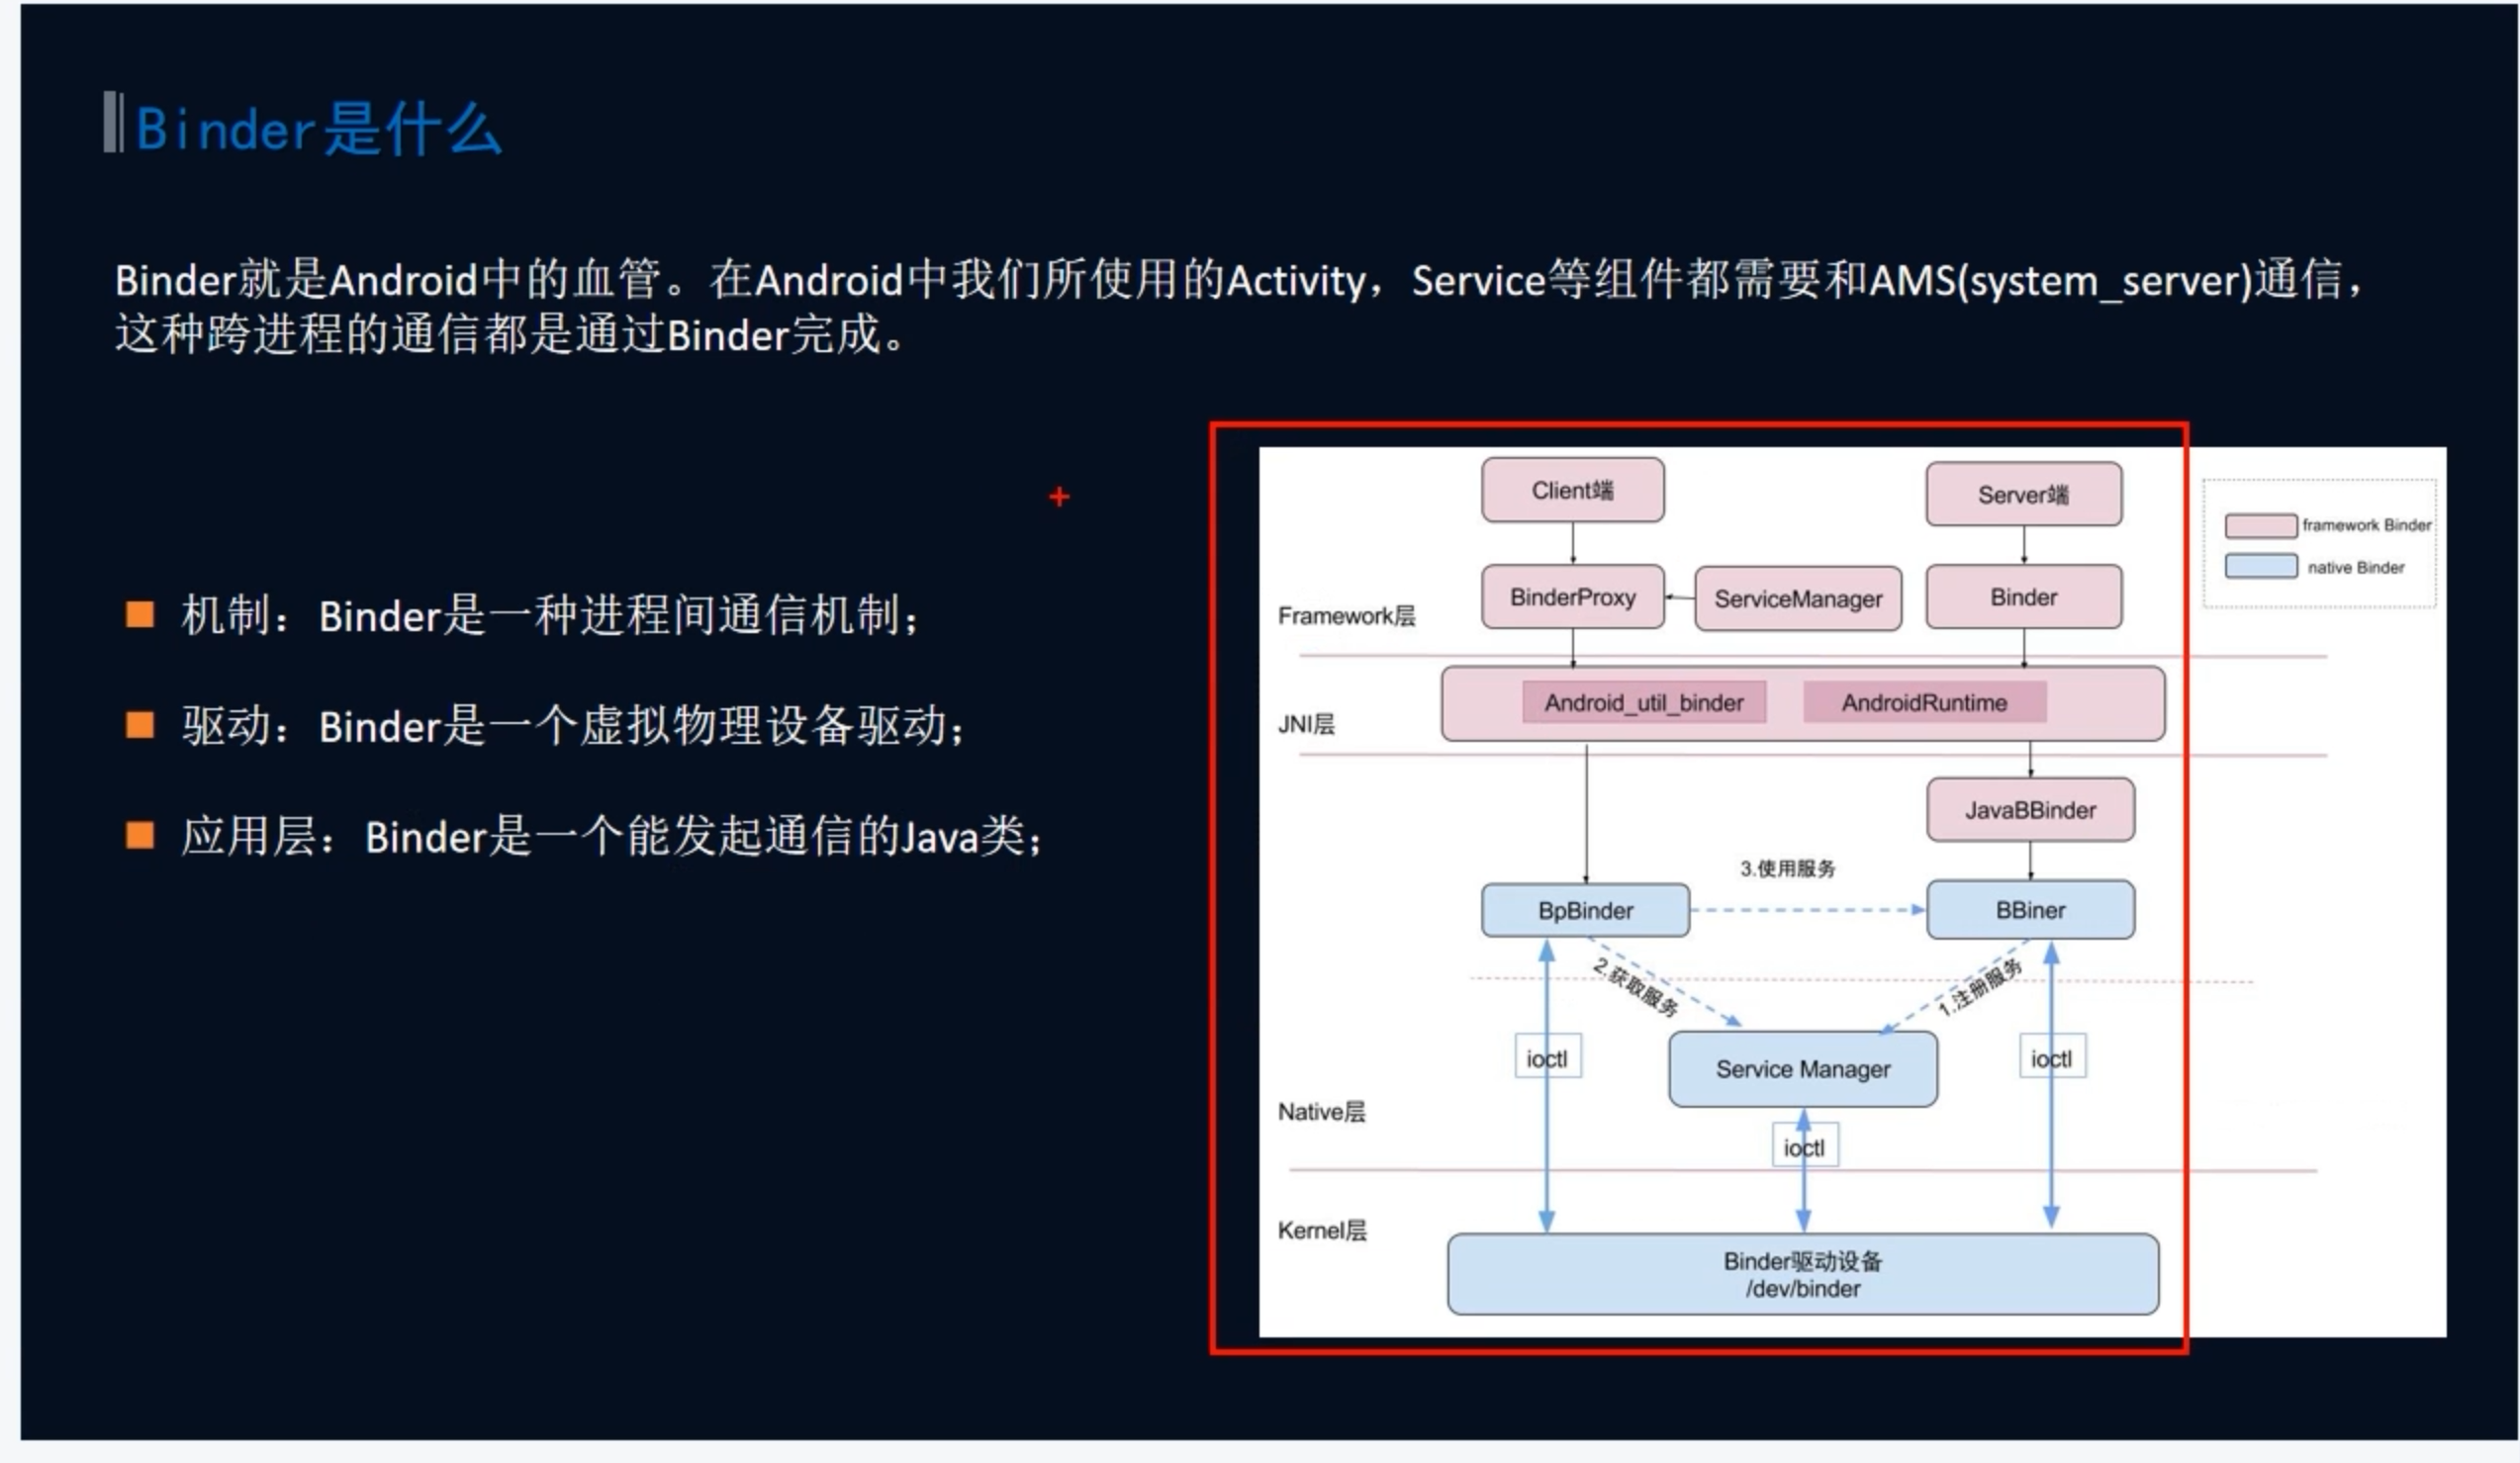 Binder是什么
Binder就是Android中的血管。在Android中我们所使用的Activity，Service等组件都需要和AMS(system_server)通信，
这种跨进程的通信都是通过Binder完成。
机制：Binder是一种进程间通信机制；
驱动：Binder是一个虚拟物理设备驱动；
应用层：Binder是一个能发起通信的Java类；
Client端
Server端
framework Binder
native Binder
BinderProxy
ServiceManager
Binder
Framework层
Android_util_binder
AndroidRuntime
JNI层
JavaBBinder
3.使用服务
BpBinder
BBiner
2.获取服务
1.注册服务
ioctl
Service Manager
ioctl
Native层
ioctl
Kernel层
Binder驱动设备
/dev/binder